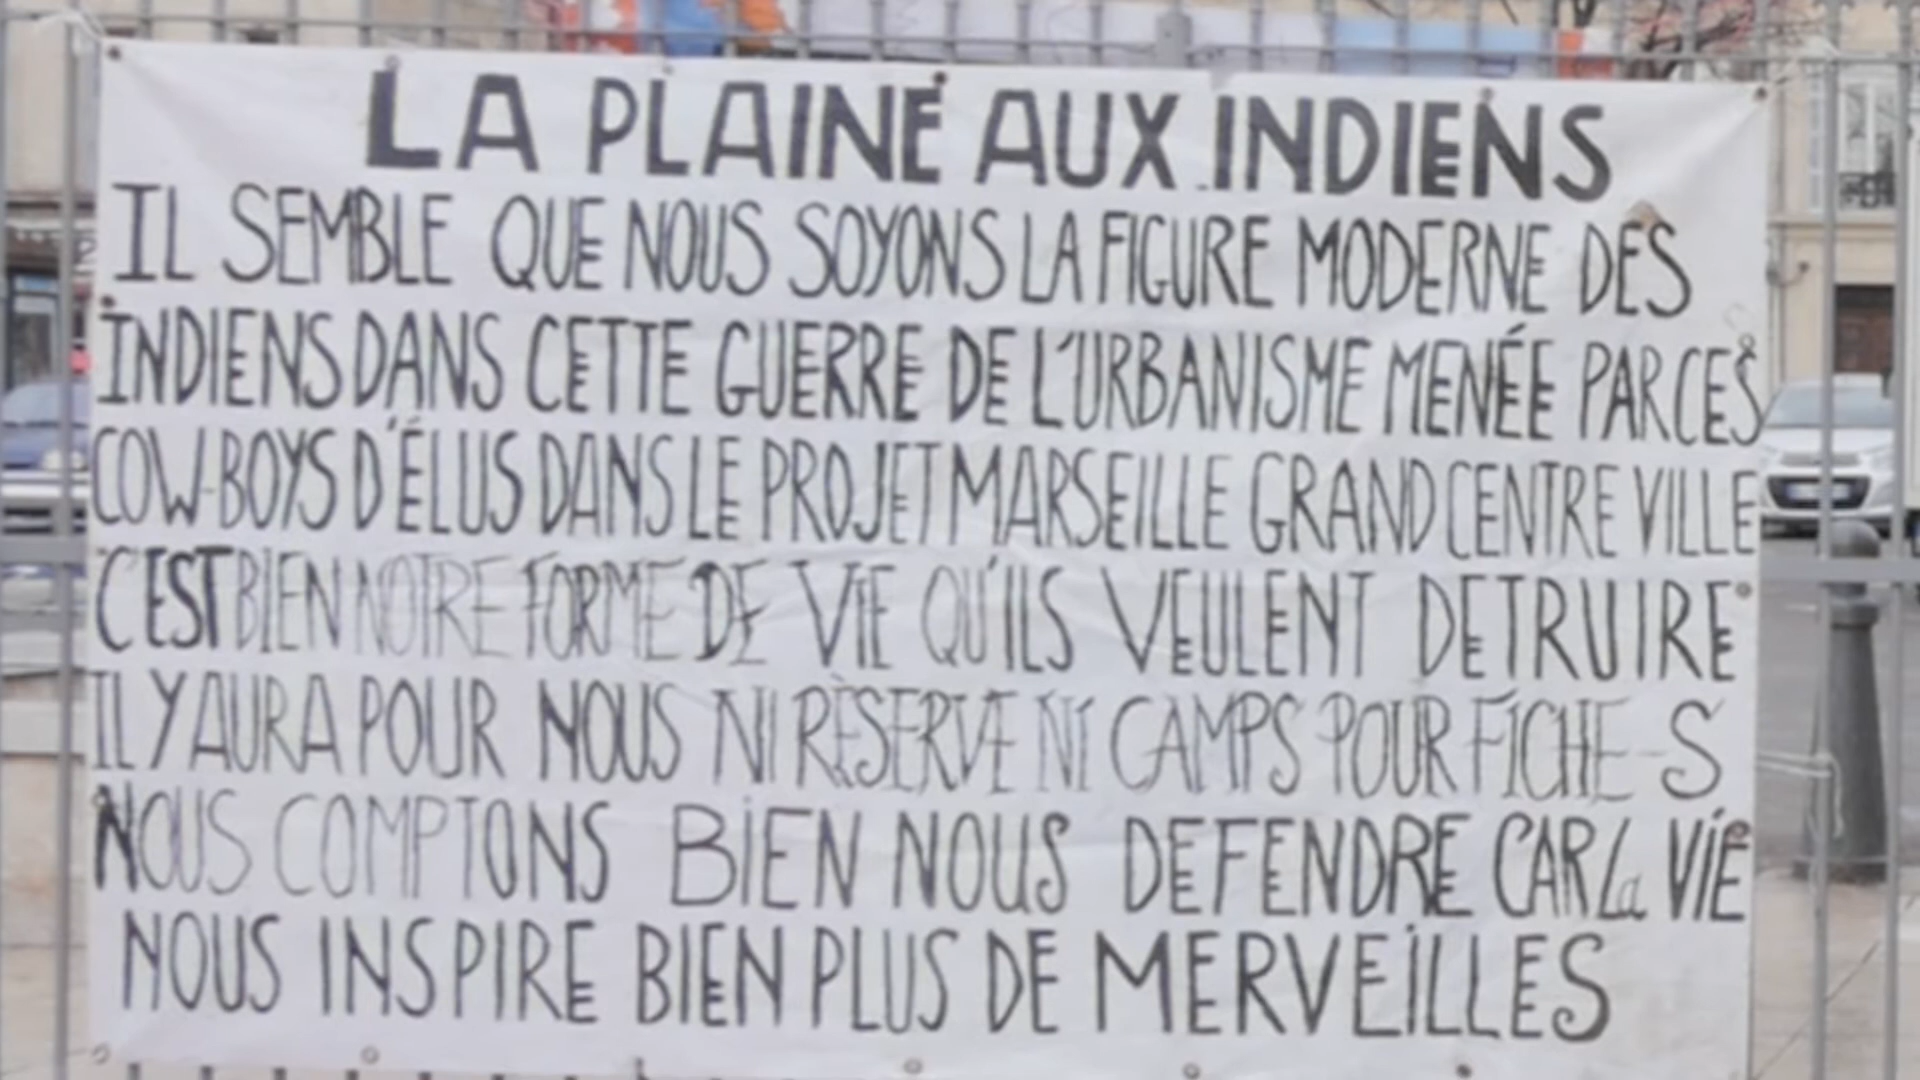 LA PLAINE AUX INDIENS
IL SEMBLE QUE NOUS SOYONS LA FIGURE MODERNE DES
INDIENS DANS CETTE GUERRE DE L'URBANISME MENÉE PAR CES
COW-BOYS D'ÉLUS DANS LE PROJET MARSEILLE GRAND CENTRE VILLE
C'EST BIEN NOTRE FORME DE VIE QU'ILS VEULENT DETRUIRE
IL Y AURA POUR NOUS NI RÈSERVE NI CAMPS POUR FICHE-S
NOUS COMPTONS BIEN NOUS DEFENDRE CAR La VIE
NOUS INSPIRE BIEN PLUS DE MERVEILLES